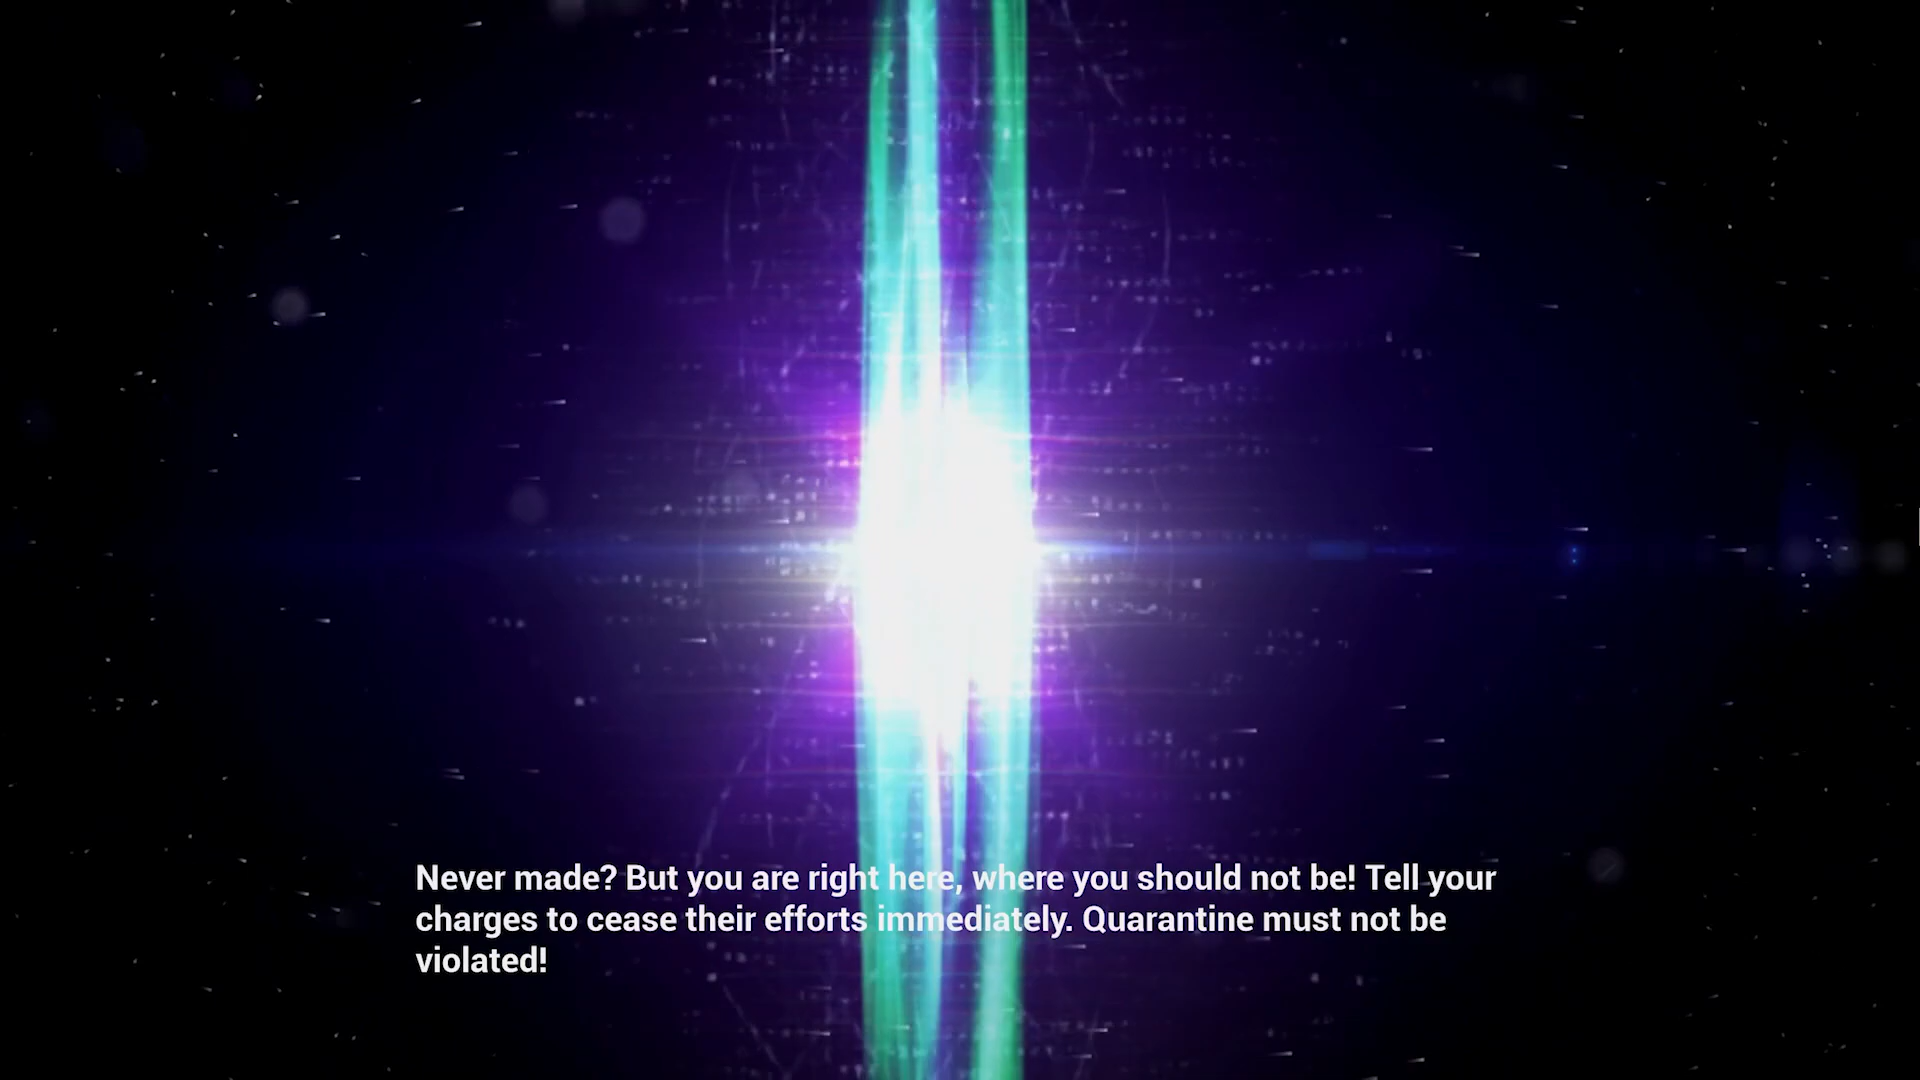 Never made? But you are right here, where you should not be! Tell your
charges to cease their efforts immediately. Quarantine must not be
violated!